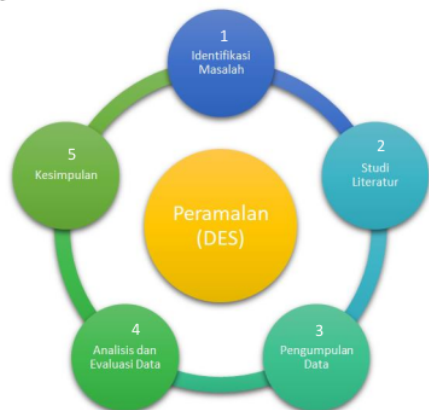 1
Identifikasi
Masalah
2
Studi
Literatur
3
Pengumpulan
Data
4
Analisis dan
Evaluasi Data
5
Kesimpulan
Peramalan
(DES)